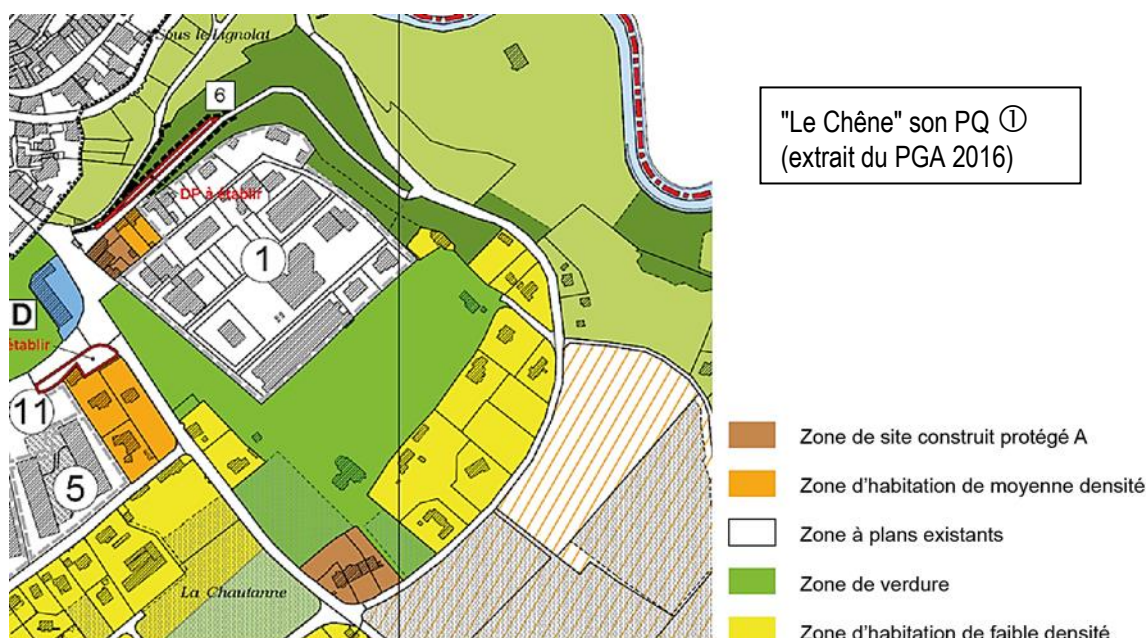 Sous le Lignolat
6
DP à établir
1
D
établir
11
5
La Chautanne
"Le Chêne" son PQ ①
(extrait du PGA 2016)
Zone de site construit protégé A
Zone d'habitation de moyenne densité
Zone à plans existants
Zone de verdure
Zone d'habitation de faible densité